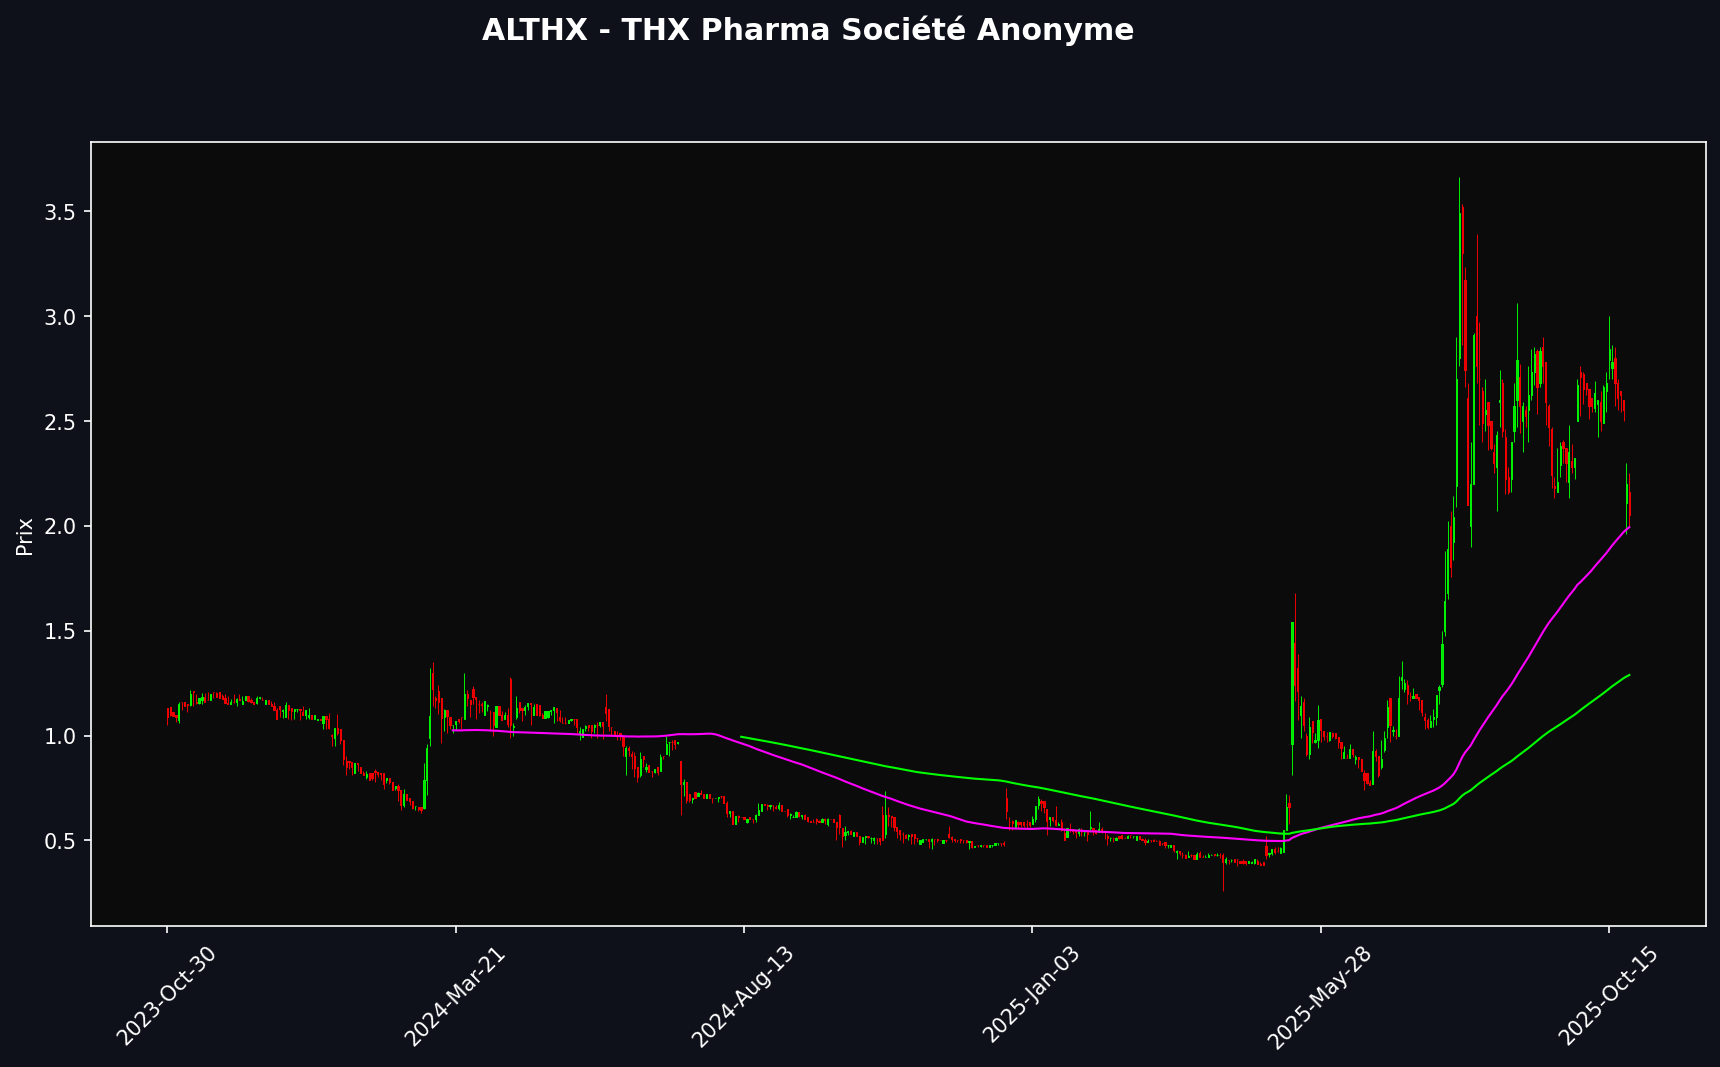 ALTHX - THX Pharma Société Anonyme
Prix
3.5
3.0
2.5
2.0
1.5
1.0
0.5
2023-Oct-30
2024-Mar-21
2024-Aug-13
2025-Jan-03
2025-May-28
2025-Oct-15